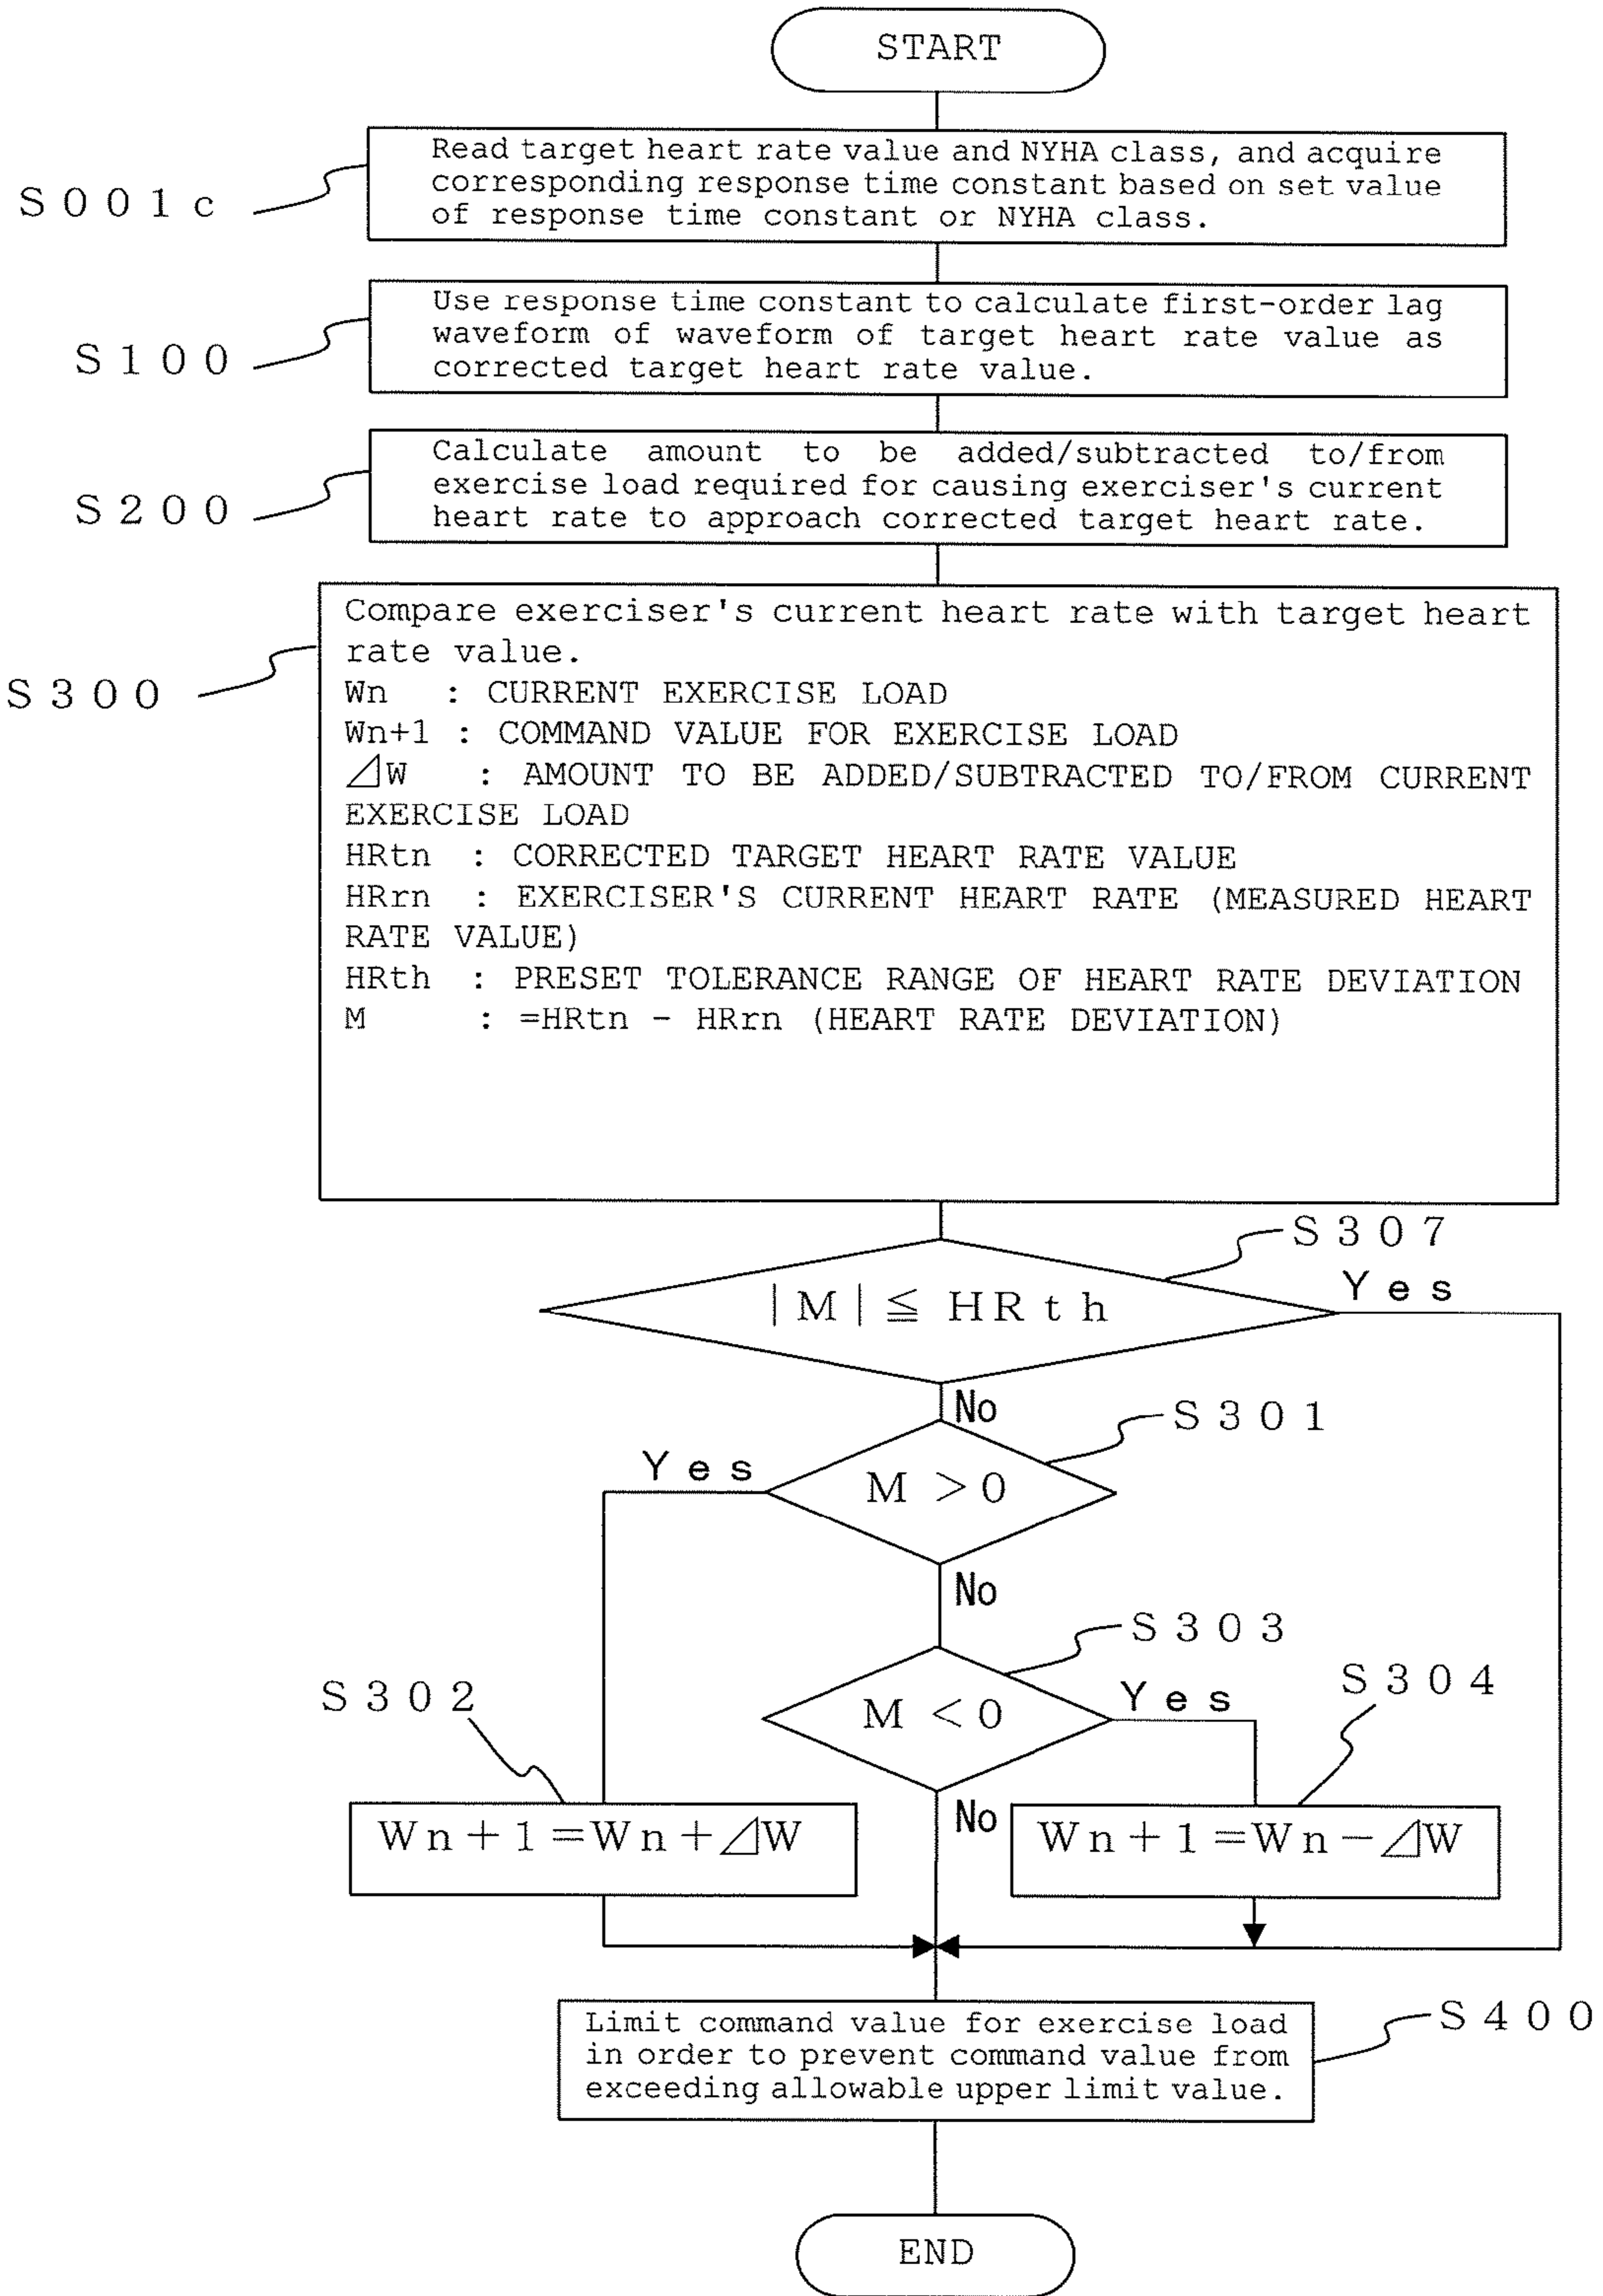 START
S001c
Read target heart rate value and NYHA class, and acquire
corresponding response time constant based on set value
of response time constant or NYHA class.
S100
Use response time constant to calculate first-order lag
waveform of waveform of target heart rate value as
corrected target heart rate value.
S200
Calculate amount to be added/subtracted to/from
exercise load required for causing exerciser's current
heart rate to approach corrected target heart rate.
S300
Compare exerciser's current heart rate with target heart
rate value.
Wn : CURRENT EXERCISE LOAD
Wn+1 : COMMAND VALUE FOR EXERCISE LOAD
⊿W : AMOUNT TO BE ADDED/SUBTRACTED TO/FROM CURRENT
EXERCISE LOAD
HRtn : CORRECTED TARGET HEART RATE VALUE
HRrn : EXERCISER'S CURRENT HEART RATE (MEASURED HEART
RATE VALUE)
HRth : PRESET TOLERANCE RANGE OF HEART RATE DEVIATION
M : =HRtn - HRrn (HEART RATE DEVIATION)
S307
|M| ≦ HRth
Yes
No
S301
M >0
Yes
No
S303
M <0
Yes
No
S302
Wn+1=Wn+⊿W
S304
Wn+1=Wn−⊿W
S400
Limit command value for exercise load
in order to prevent command value from
exceeding allowable upper limit value.
END